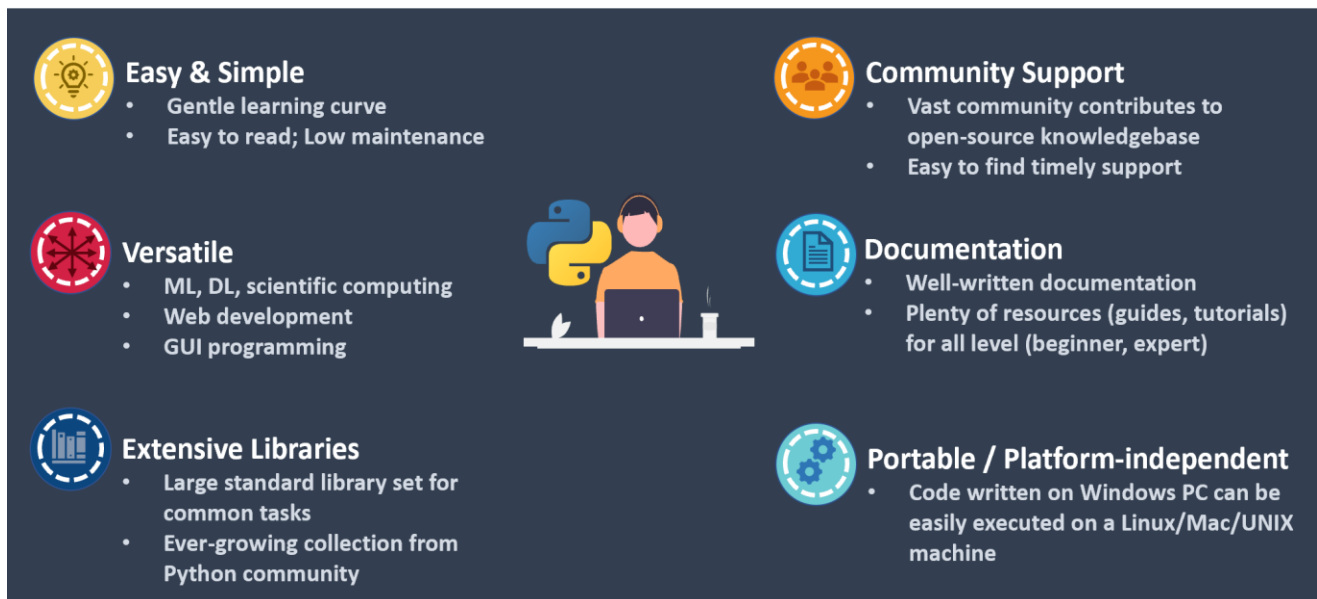 Easy & Simple
• Gentle learning curve
• Easy to read; Low maintenance
Versatile
• ML, DL, scientific computing
• Web development
• GUI programming
Extensive Libraries
• Large standard library set for
common tasks
• Ever-growing collection from
Python community
Community Support
• Vast community contributes to
open-source knowledgebase
• Easy to find timely support
Documentation
• Well-written documentation
• Plenty of resources (guides, tutorials)
for all level (beginner, expert)
Portable / Platform-independent
• Code written on Windows PC can be
easily executed on a Linux/Mac/UNIX
machine